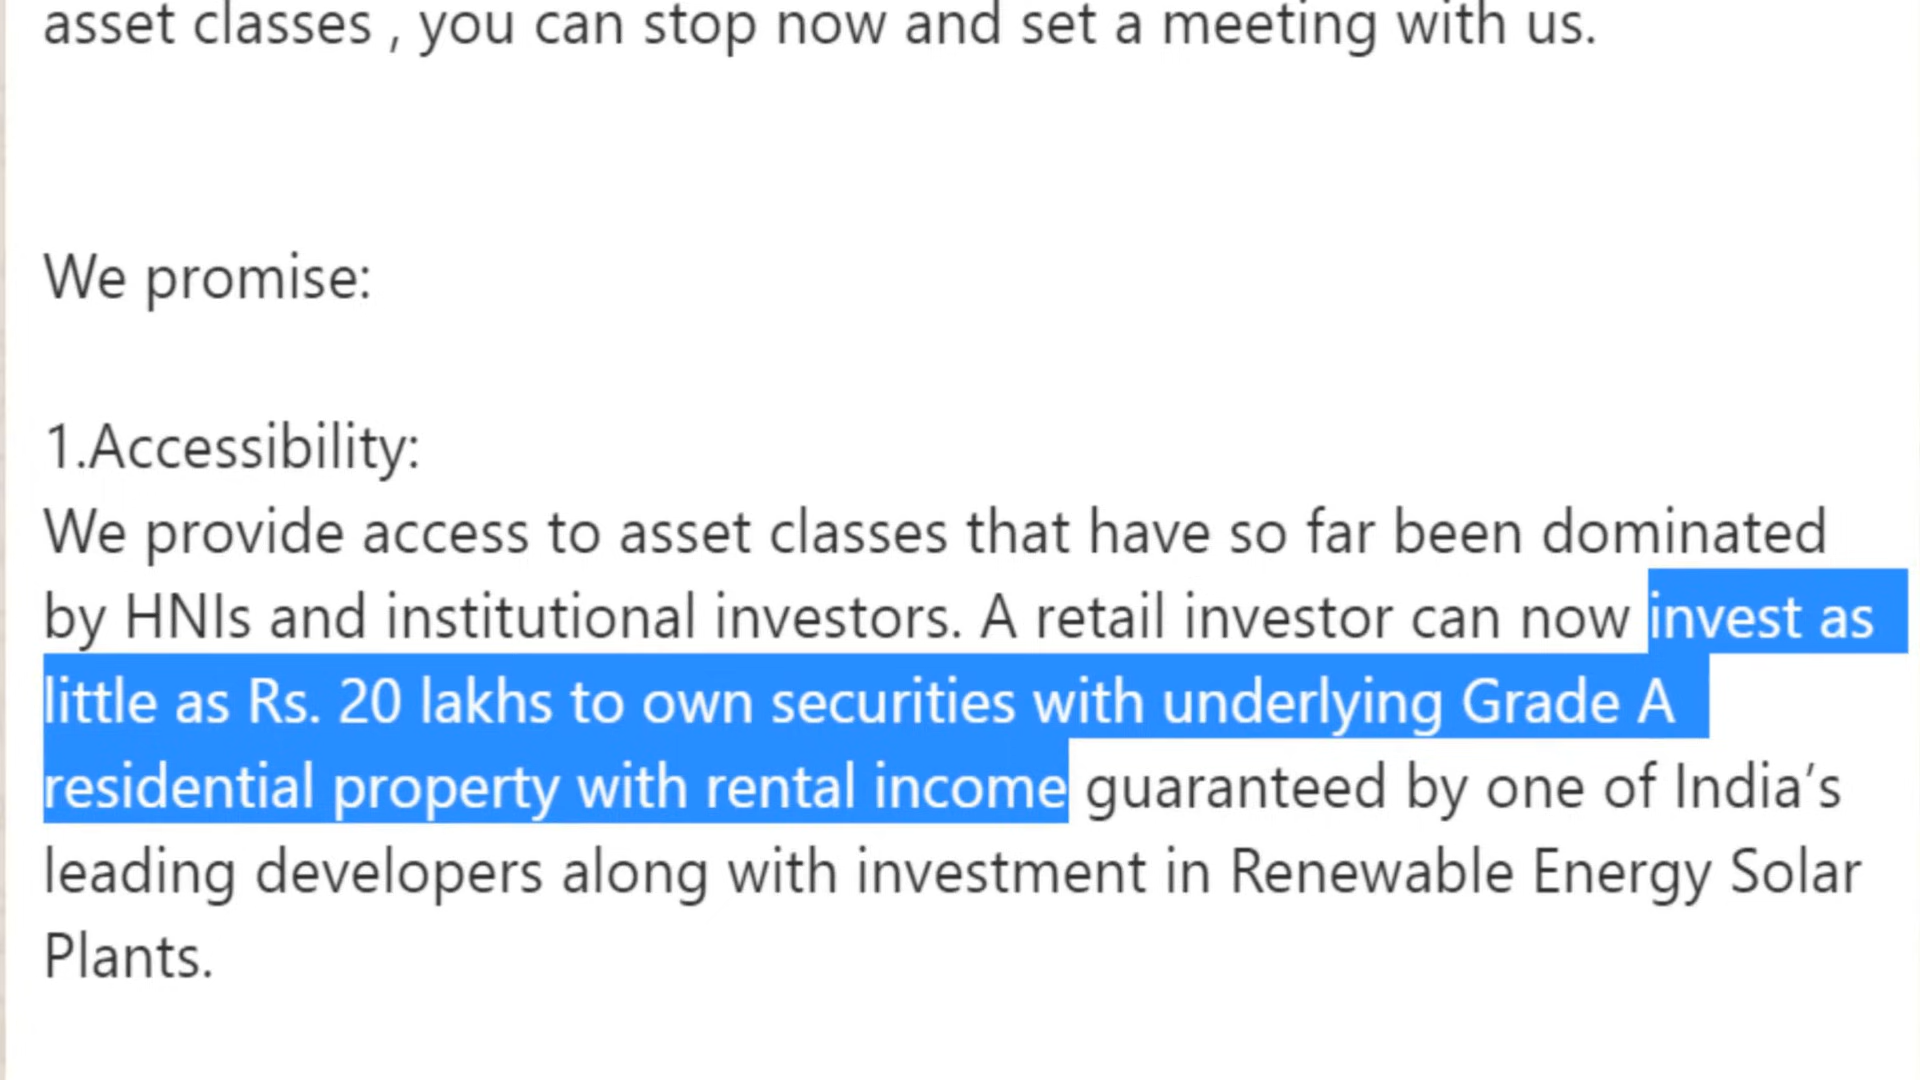 asset classes , you can stop now and set a meeting with us.
We promise:
1.Accessibility:
We provide access to asset classes that have so far been dominated
by HNIs and institutional investors. A retail investor can now invest as
little as Rs. 20 lakhs to own securities with underlying Grade A
residential property with rental income guaranteed by one of India’s
leading developers along with investment in Renewable Energy Solar
Plants.